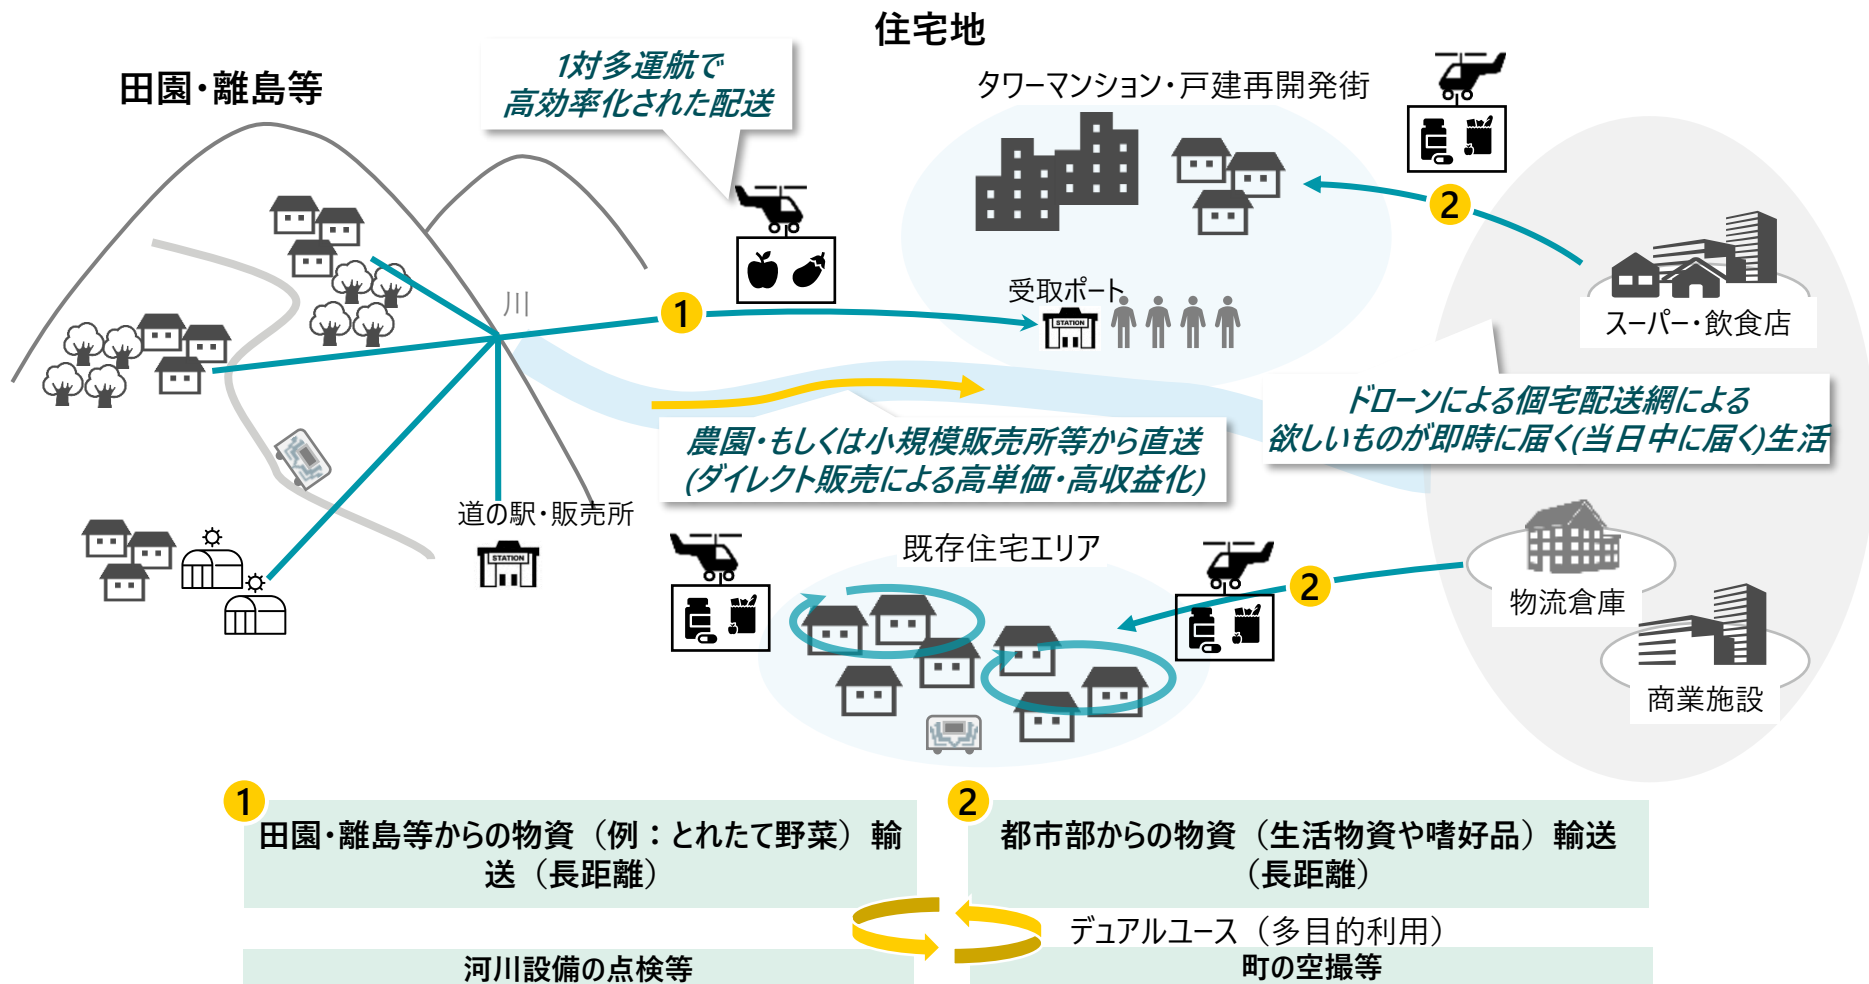 住宅地
田園・離島等
1対多運航で
高効率化された配送
タワーマンション・戸建再開発街
2
川
1
受取ポート
STATION
スーパー・飲食店
ドローンによる個宅配送網による
欲しいものが即時に届く(当日中に届く)生活
農園・もしくは小規模販売所等から直送
(ダイレクト販売による高単価・高収益化)
道の駅・販売所
STATION
既存住宅エリア
2
物流倉庫
商業施設
1
田園・離島等からの物資（例：とれたて野菜）輸
送（長距離）
2
都市部からの物資（生活物資や嗜好品）輸送
（長距離）
デュアルユース（多目的利用）
河川設備の点検等
町の空撮等